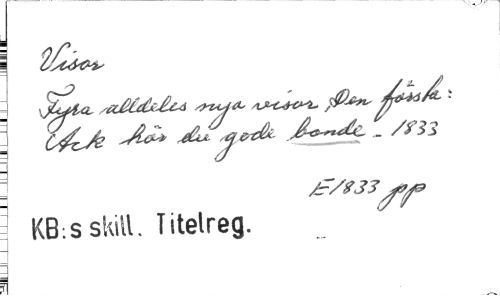 Visor
Fyra alldeles nya visor, Den första:
Ack hör du gode bonde - 1833
E1833 pp
KB:s skill. Titelreg.